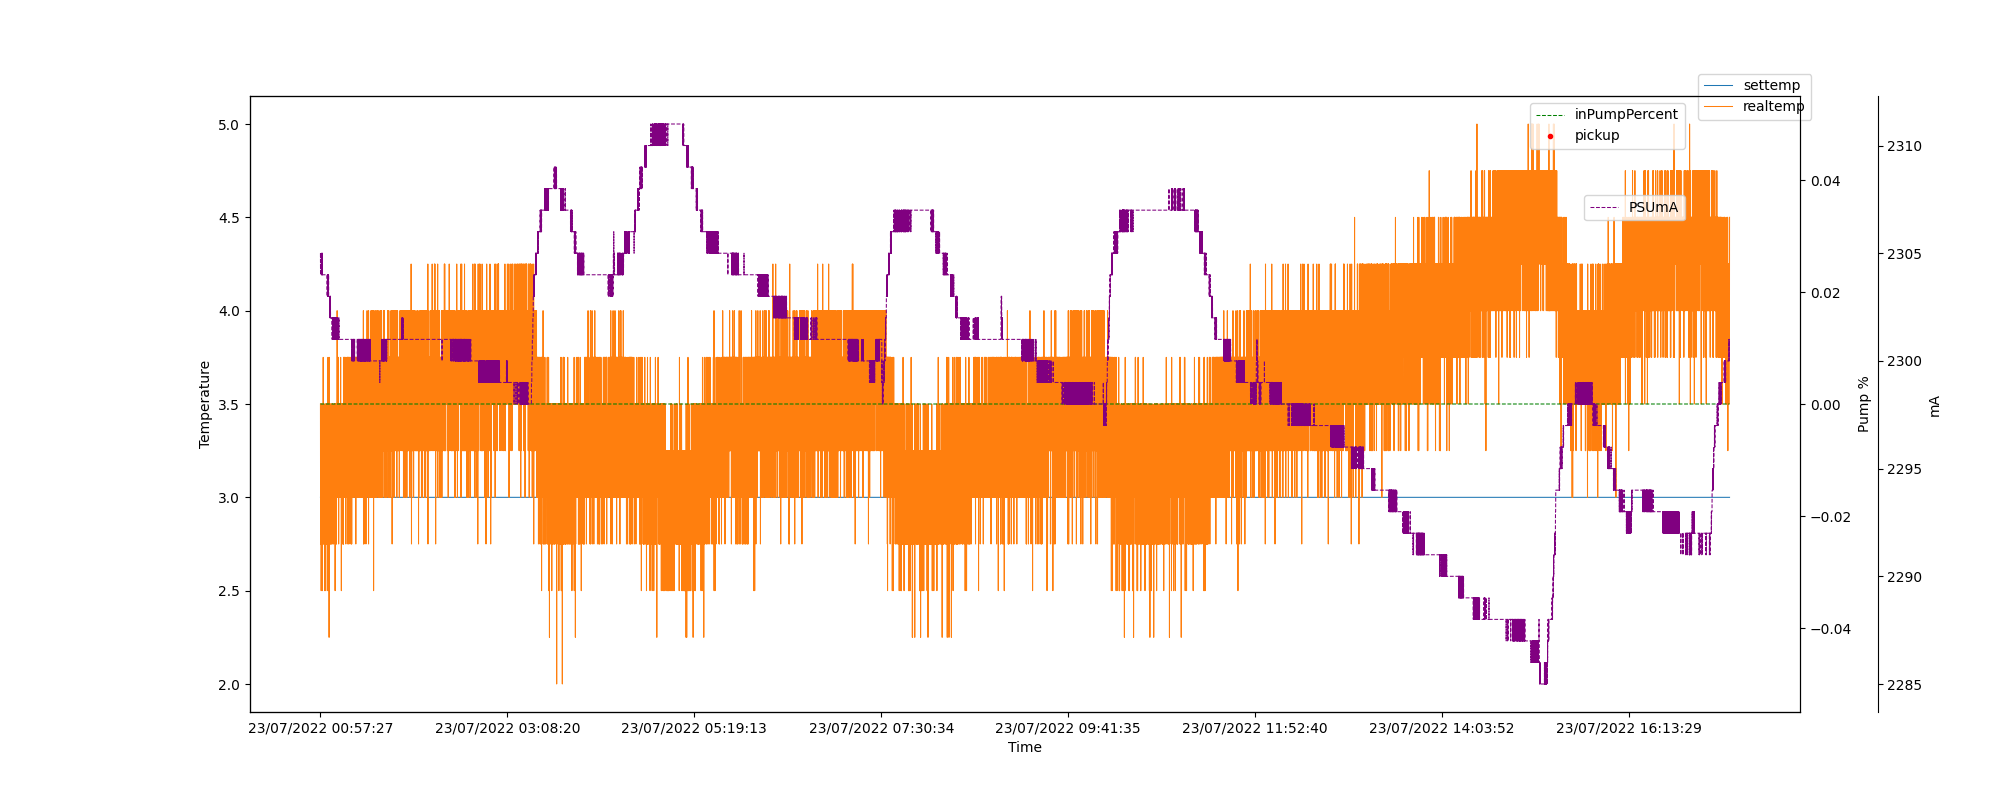 settemp
realtemp
inPumpPercent
pickup
PSUmA
5.0
4.5
4.0
3.5
3.0
2.5
2.0
Temperature
0.04
0.02
0.00
−0.02
−0.04
Pump %
2310
2305
2300
2295
2290
2285
mA
23/07/2022 00:57:27
23/07/2022 03:08:20
23/07/2022 05:19:13
23/07/2022 07:30:34
23/07/2022 09:41:35
23/07/2022 11:52:40
23/07/2022 14:03:52
23/07/2022 16:13:29
Time